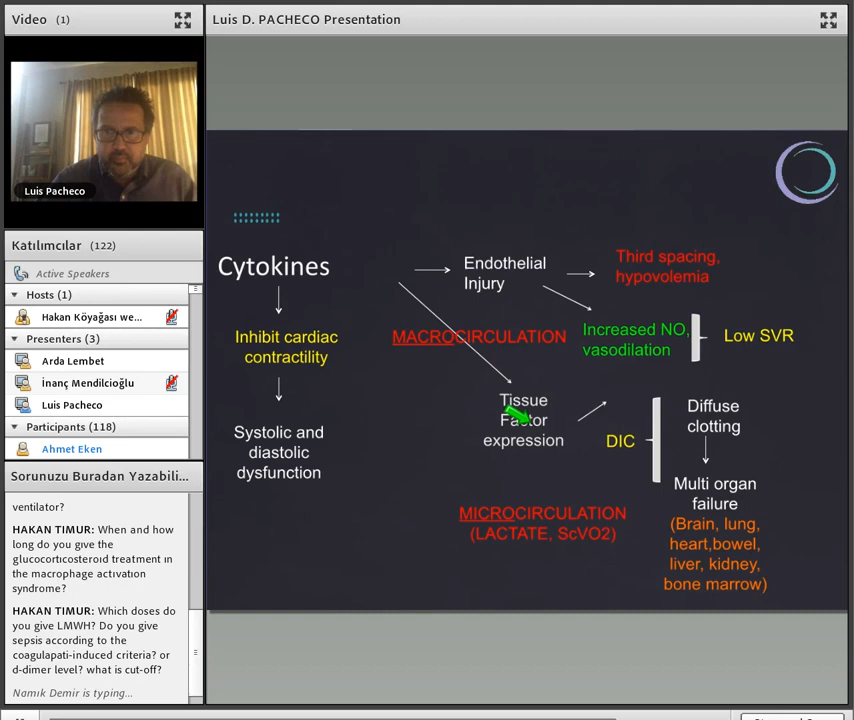 Video (1)
Luis Pacheco
Katılımcılar (122)
Active Speakers
Hosts (1)
Hakan Köyağası we...
Presenters (3)
Arda Lembet
İnanç Mendilcioğlu
Luis Pacheco
Participants (118)
Ahmet Eken
Sorunuzu Buradan Yazabili...
ventilator?
HAKAN TIMUR: When and how
long do you gıve the
glucocortıcosteroid treatment ın
the macrophage actıvatıon
syndrome?
HAKAN TIMUR: Which doses do
you give LMWH? Do you give
sepsis according to the
coagulapati-induced criteria? or
d-dimer level? what is cut-off?
Namık Demir is typing...
Luis D. PACHECO Presentation
Cytokines
Inhibit cardiac
contractility
Systolic and
diastolic
dysfunction
Endothelial
Injury
Third spacing,
hypovolemia
MACROCIRCULATION
Increased NO,
vasodilation
Low SVR
Tissue
Factor
expression
DIC
Diffuse
clotting
Multi organ
failure
(Brain, lung,
heart,bowel,
liver, kidney,
bone marrow)
MICROCIRCULATION
(LACTATE, ScVO2)